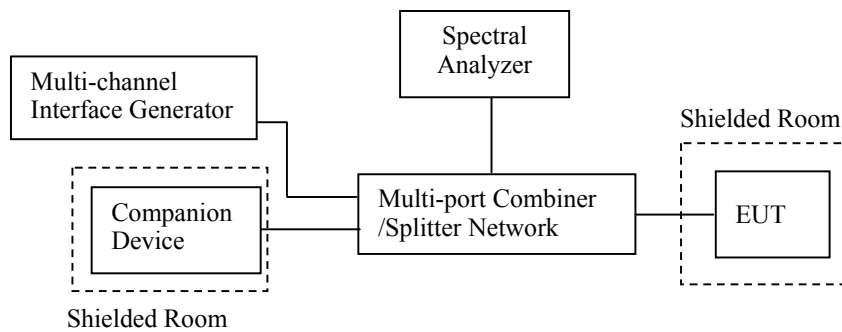 Spectral
Analyzer
Multi-channel
Interface Generator
Shielded Room
Multi-port Combiner
/Splitter Network
EUT
Companion
Device
Shielded Room